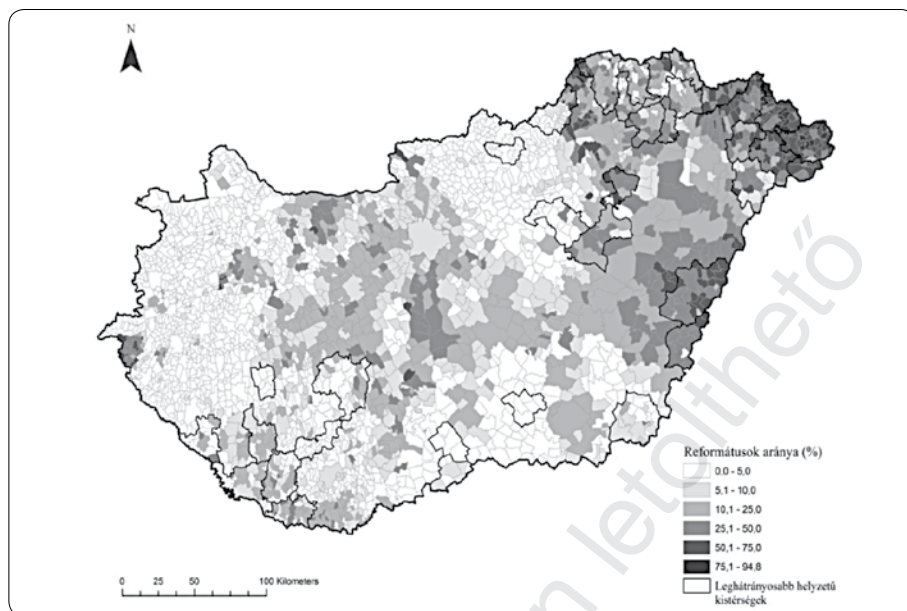 N
Reformátusok aránya (%)
0,0 - 5,0
5,1 - 10,0
10,1 - 25,0
25,1 - 50,0
50,1 - 75,0
75,1 - 94,8
Leghátrányosabb helyzetű
kistérségek
0 25 50 100 Kilometers
n letölthető